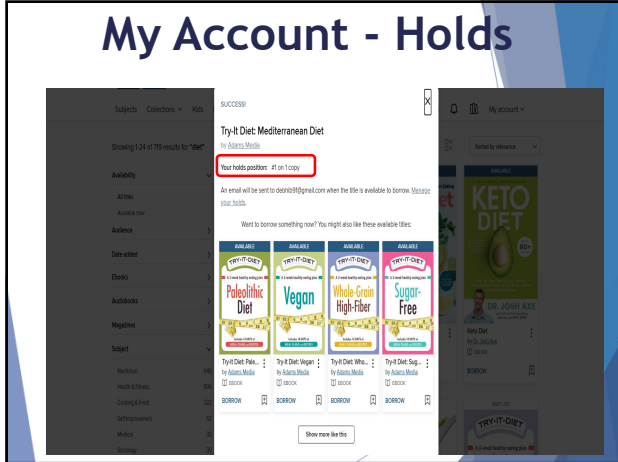 My Account - Holds
Subjects Collections Kids
My account
SUCCESS!
Try-It Diet: Mediterranean Diet
by Adams Media
Your holds position: #1 on 1 copy
An email will be sent to debhib91@gmail.com when the title is available to borrow. Manage
your holds.
Want to borrow something now? You might also like these available titles:
Showing 1-24 of 719 results for "diet"
Sorted by relevance
Availability
All titles
Available now
Audience
Date added
Ebooks
Audiobooks
Magazines
Subject
Nonfiction
Health & Fitness
Cooking & Food
Self-Improvement
Medical
Sociology
AVAILABLE
TRY-IT-DIET
Paleolithic
Diet
Try-It Diet: Pale...
by Adams Media
EBOOK
BORROW
AVAILABLE
TRY-IT-DIET
Vegan
Try-It Diet: Vegan
by Adams Media
EBOOK
BORROW
AVAILABLE
TRY-IT-DIET
Whole-Grain
High-Fiber
Try-It Diet: Who...
by Adams Media
EBOOK
BORROW
AVAILABLE
TRY-IT-DIET
Sugar-
Free
Try-It Diet: Sug...
by Adams Media
EBOOK
BORROW
Show more like this
AVAILABLE
KETO
DIET
80+
DR. JOSH AXE
Keto Diet
by Dr. Josh Axe
EBOOK
BORROW
WAIT LIST
TRY-IT-DIET